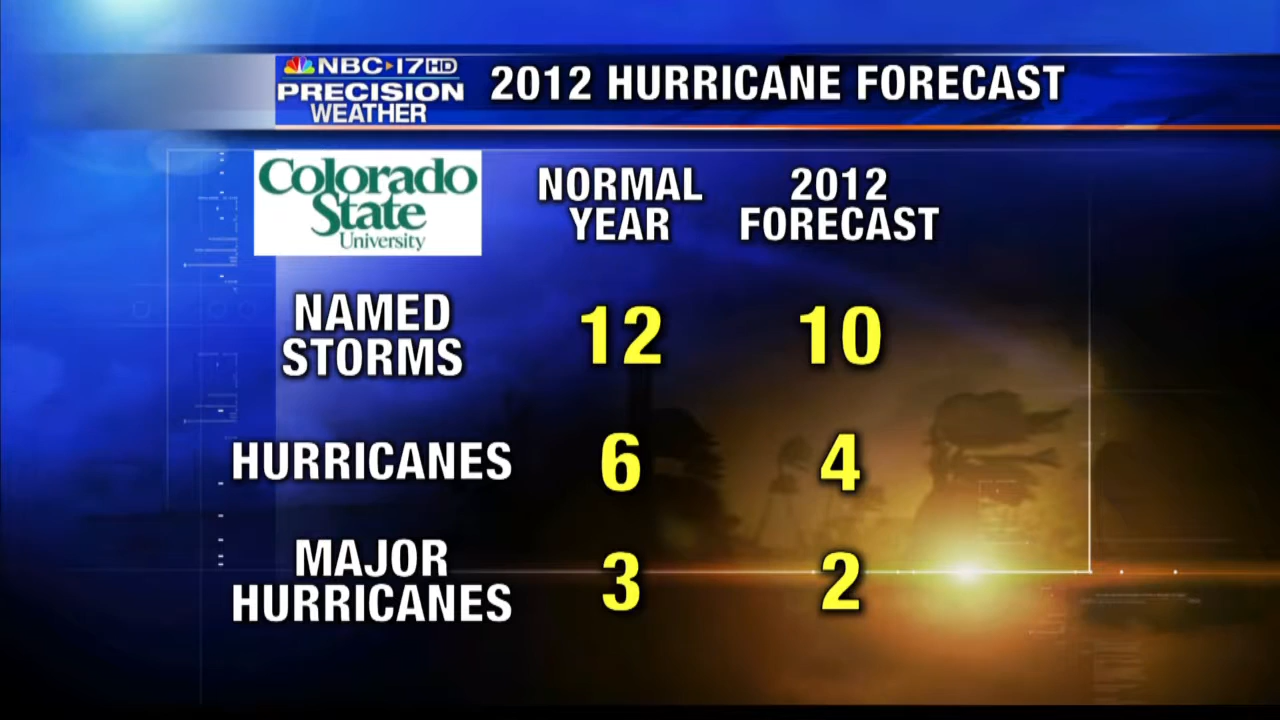 NBC 17 HD
PRECISION
WEATHER
2012 HURRICANE FORECAST
Colorado
State
University
NORMAL
YEAR
2012
FORECAST
NAMED
STORMS
12
10
HURRICANES
6
4
MAJOR
HURRICANES
3
2